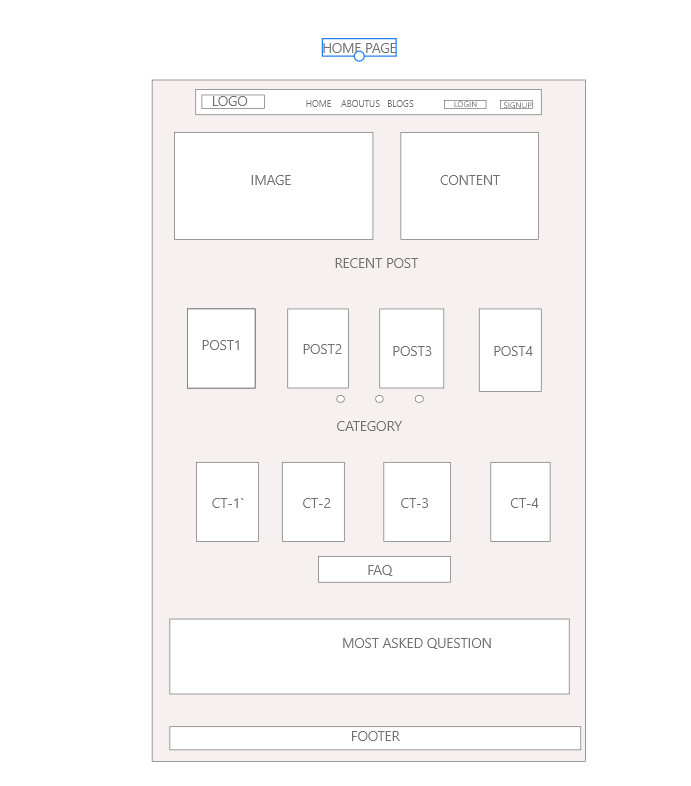 HOME PAGE
LOGO HOME ABOUTUS BLOGS LOGIN SIGNUP
IMAGE CONTENT
RECENT POST
POST1 POST2 POST3 POST4
CATEGORY
CT-1` CT-2 CT-3 CT-4
FAQ
MOST ASKED QUESTION
FOOTER